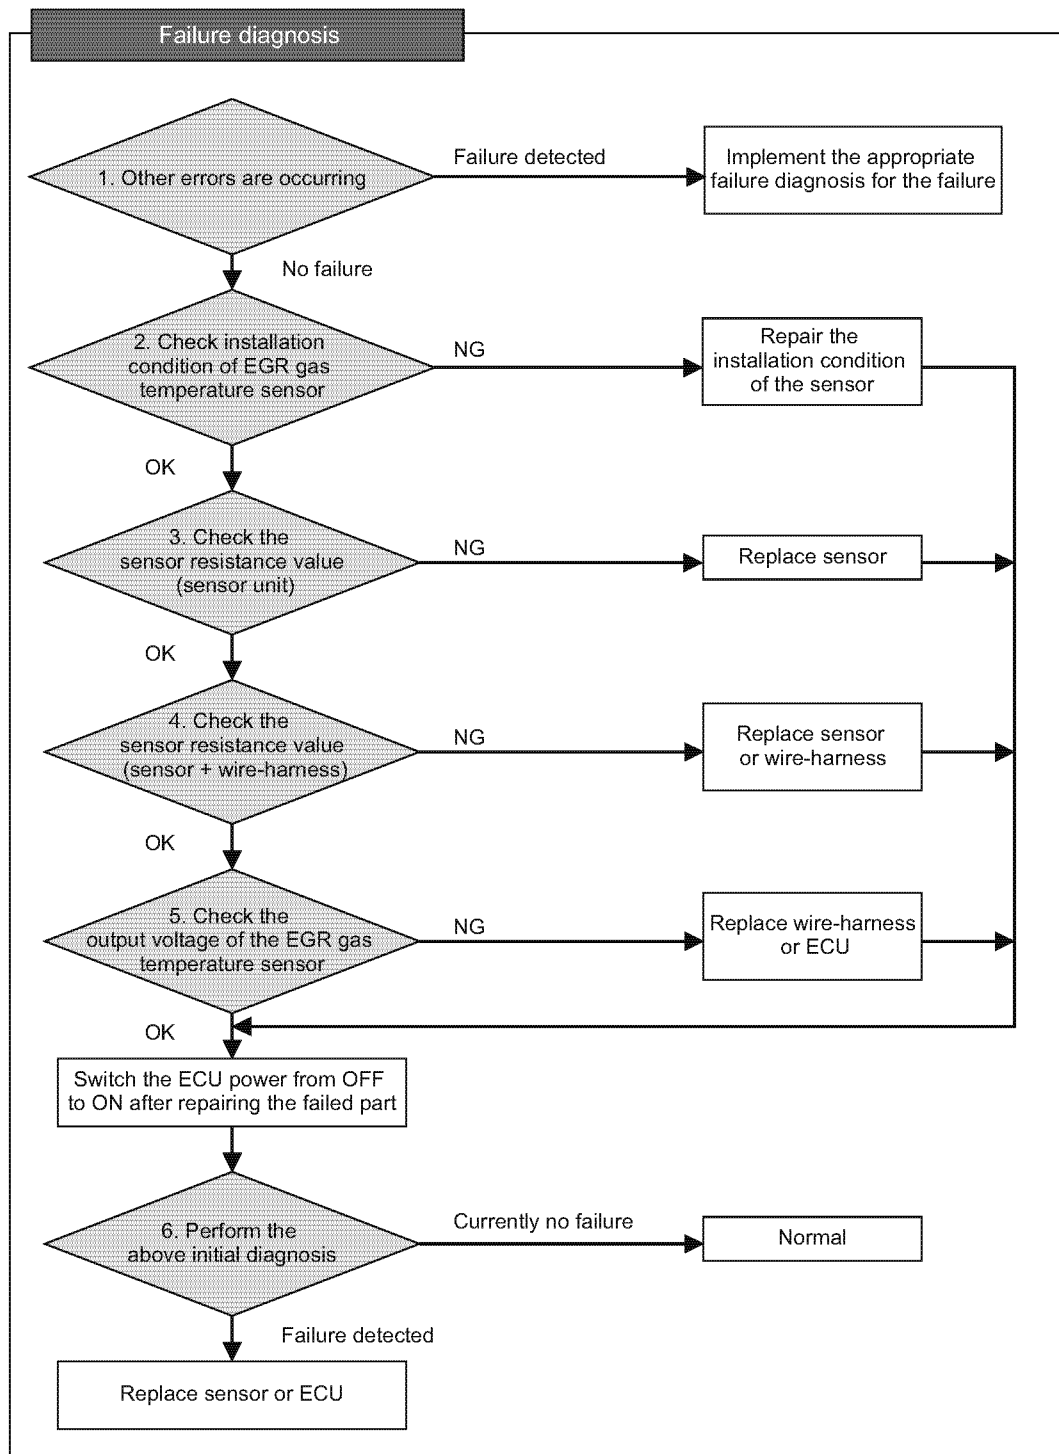 Failure diagnosis
1. Other errors are occurring
Failure detected
Implement the appropriate
failure diagnosis for the failure
No failure
2. Check installation
condition of EGR gas
temperature sensor
NG
Repair the
installation condition
of the sensor
OK
3. Check the
sensor resistance value
(sensor unit)
NG
Replace sensor
OK
4. Check the
sensor resistance value
(sensor + wire-harness)
NG
Replace sensor
or wire-harness
OK
5. Check the
output voltage of the EGR gas
temperature sensor
NG
Replace wire-harness
or ECU
OK
Switch the ECU power from OFF
to ON after repairing the failed part
6. Perform the
above initial diagnosis
Currently no failure
Normal
Failure detected
Replace sensor or ECU